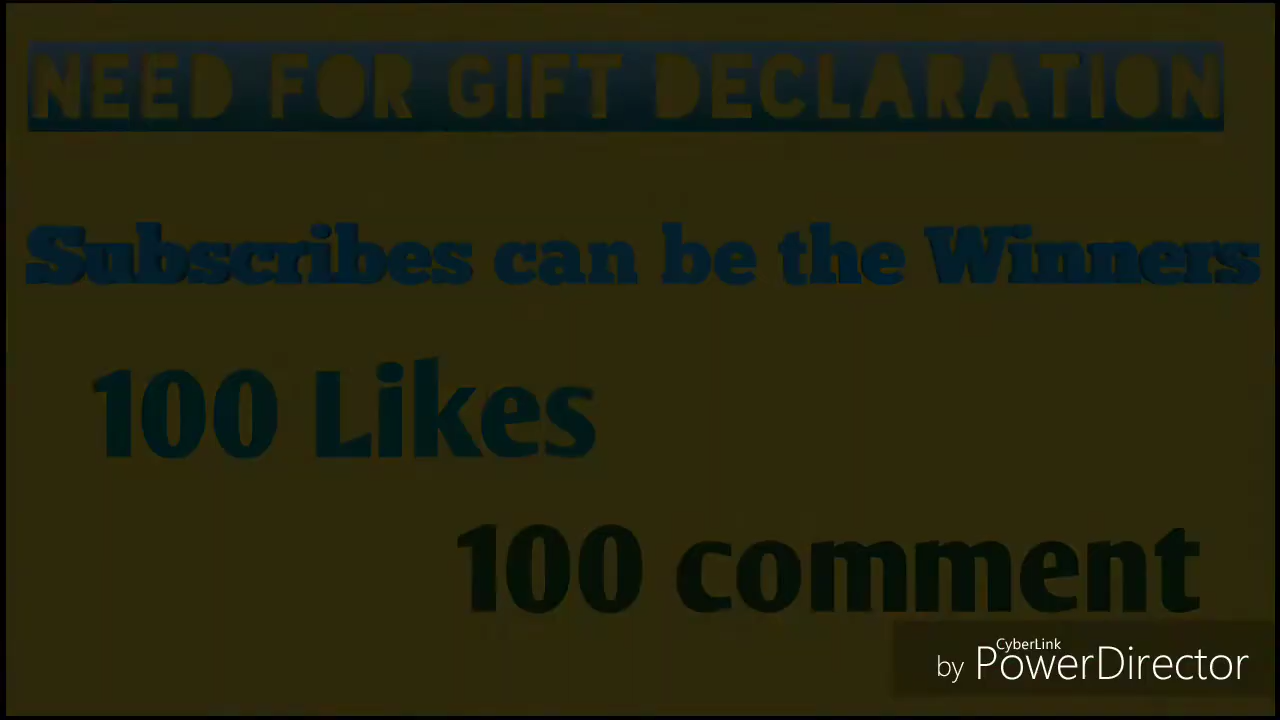 NEED FOR GIFT DECLARATION
Subscribes can be the Winners
100 Likes
100 comment
CyberLink
by PowerDirector